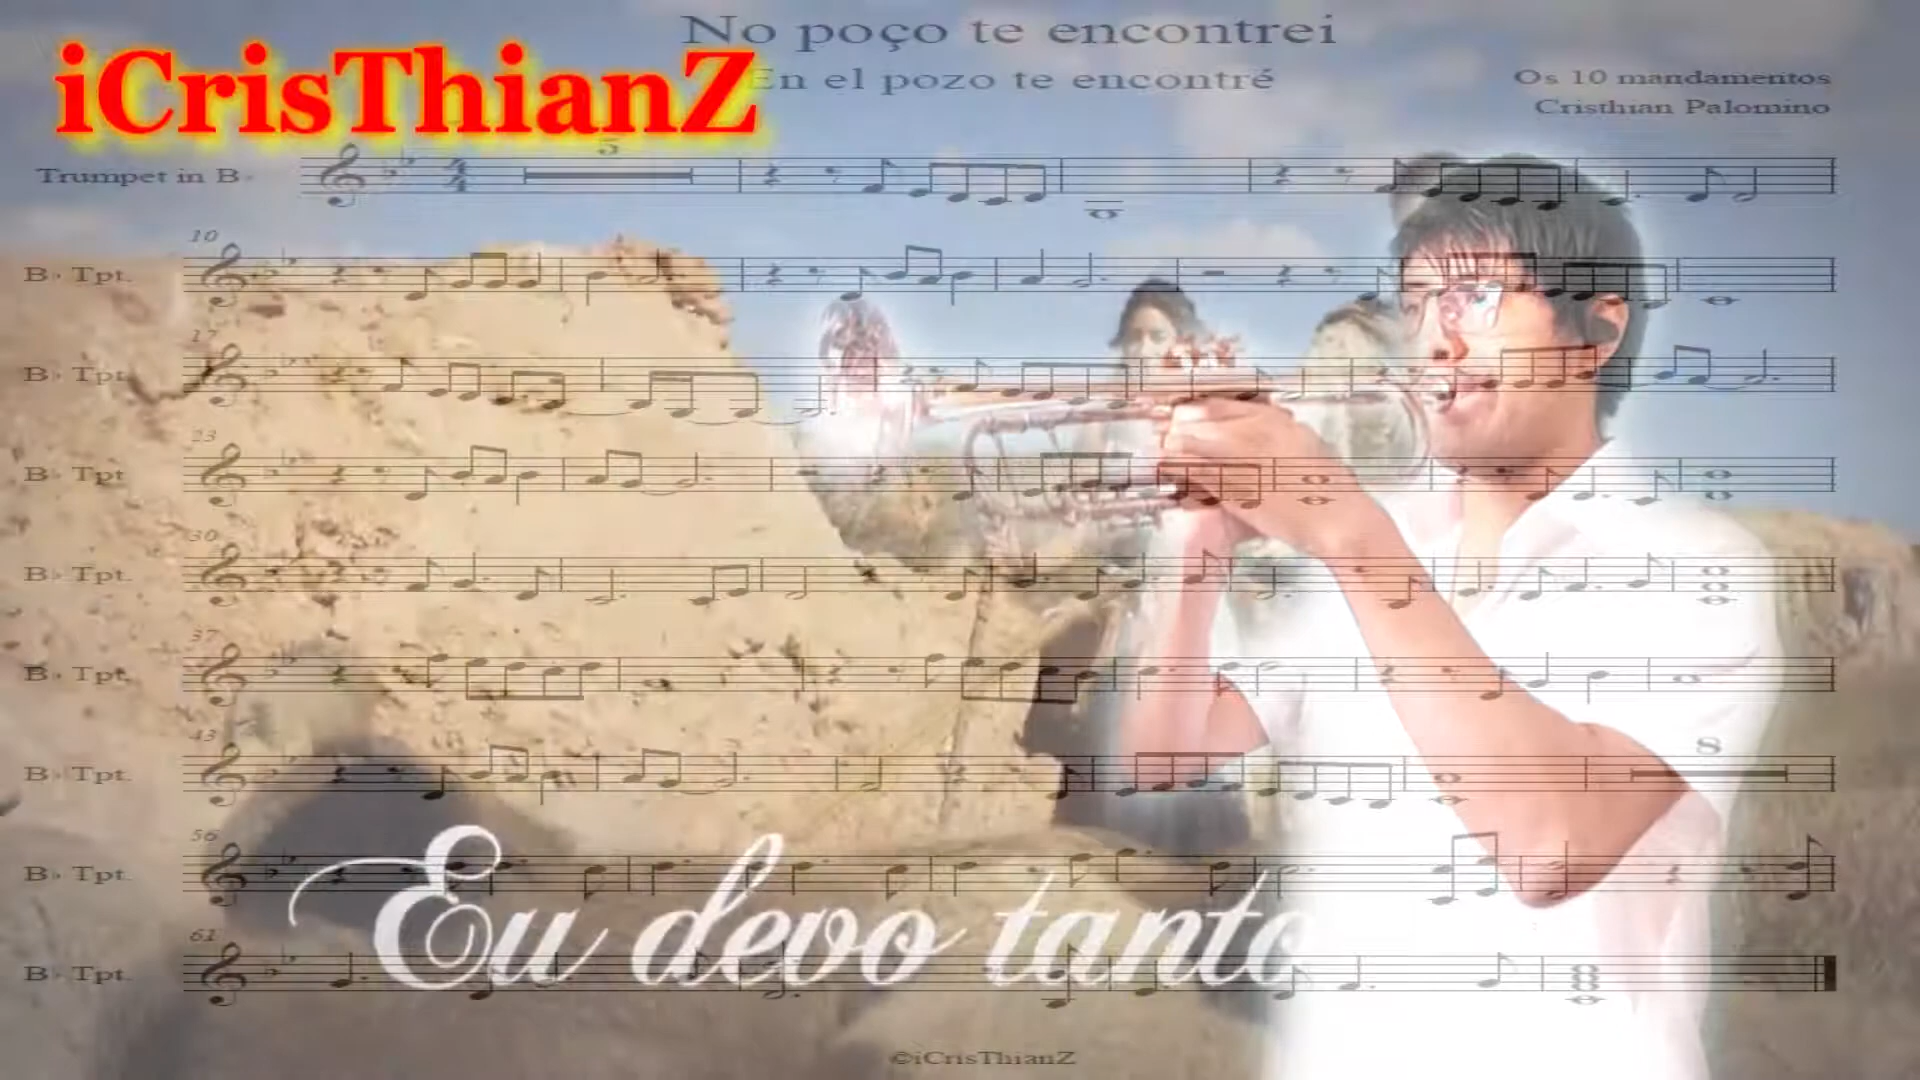 No poço te encontrei
iCrisThianZ
En el pozo te encontré
Os 10 mandamentos
Cristhian Palomino
5
Trumpet in B♭
10
B♭ Tpt.
17
B♭ Tpt.
23
B♭ Tpt.
30
B♭ Tpt.
37
B♭ Tpt.
43
B♭ Tpt.
8
56
B♭ Tpt.
Eu devo tanto
61
B♭ Tpt.
©iCrisThianZ